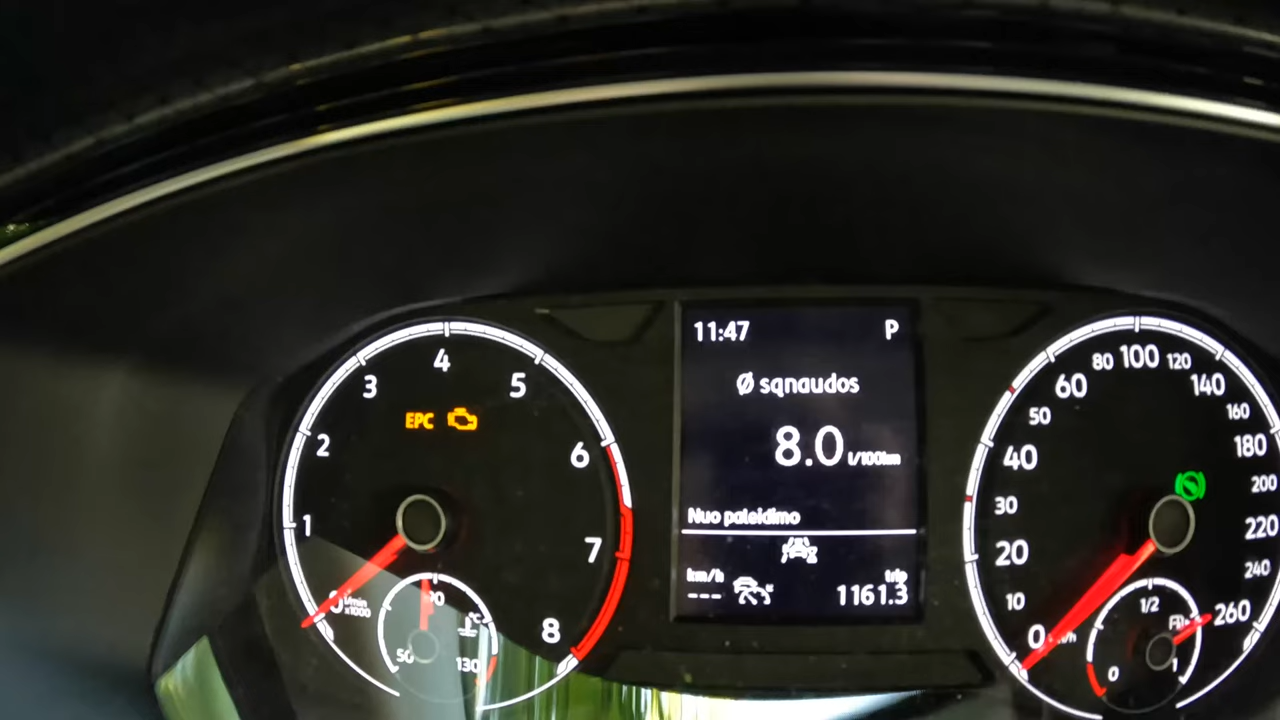 11:47 P
Ø sąnaudos
8.0 l/100km
Nuo paleidimo
km/h
trip
--- 1161.3
EPC
1 2 3 4 5 6 7 8
0 1/min
x1000
50 90 130
°C
0 10 20 30 40 50 60 80 100 120 140 160 180 200 220 240 260
km/h
0 1/2 1